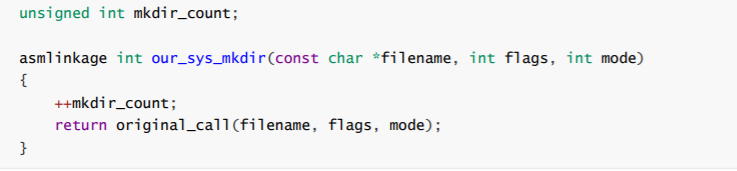 unsigned int mkdir_count;
asmlinkage int our_sys_mkdir(const char *filename, int flags, int mode)
{
    ++mkdir_count;
    return original_call(filename, flags, mode);
}